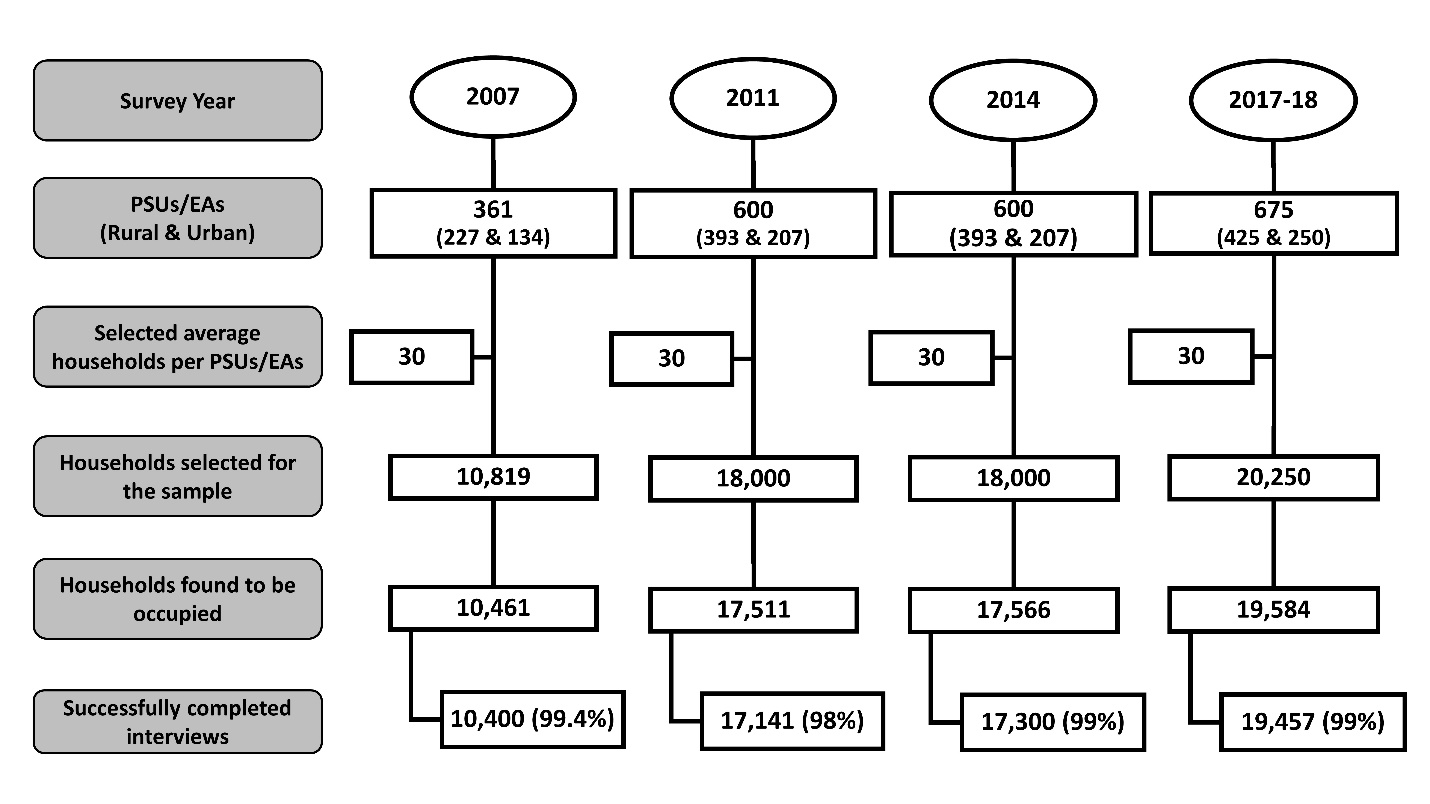 Survey Year
2007
2011
2014
2017-18
PSUs/EAs
(Rural & Urban)
361
(227 & 134)
600
(393 & 207)
600
(393 & 207)
675
(425 & 250)
Selected average
households per PSUs/EAs
30
30
30
30
Households selected for
the sample
10,819
18,000
18,000
20,250
Households found to be
occupied
10,461
17,511
17,566
19,584
Successfully completed
interviews
10,400 (99.4%)
17,141 (98%)
17,300 (99%)
19,457 (99%)